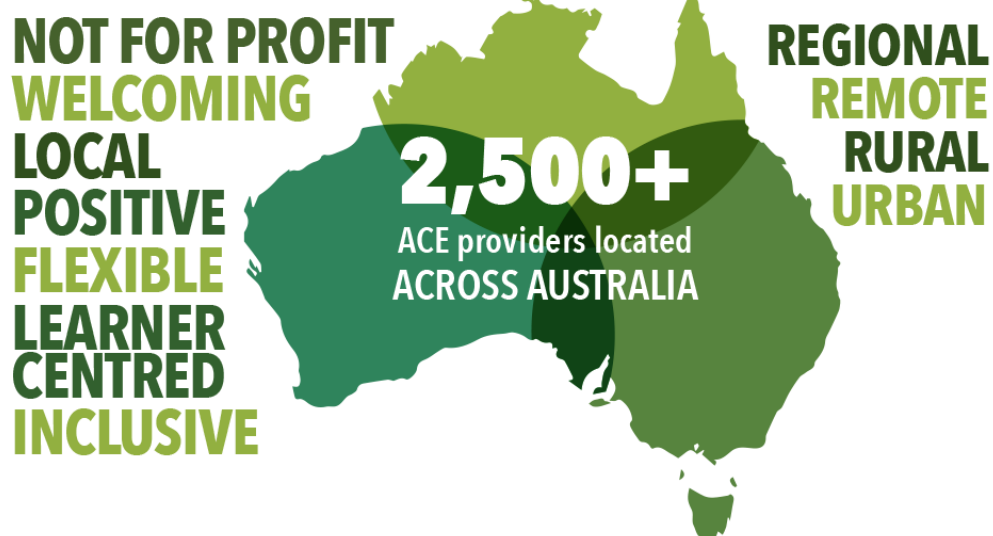 NOT FOR PROFIT
WELCOMING
LOCAL
POSITIVE
FLEXIBLE
LEARNER
CENTRED
INCLUSIVE
2,500+
ACE providers located
ACROSS AUSTRALIA
REGIONAL
REMOTE
RURAL
URBAN